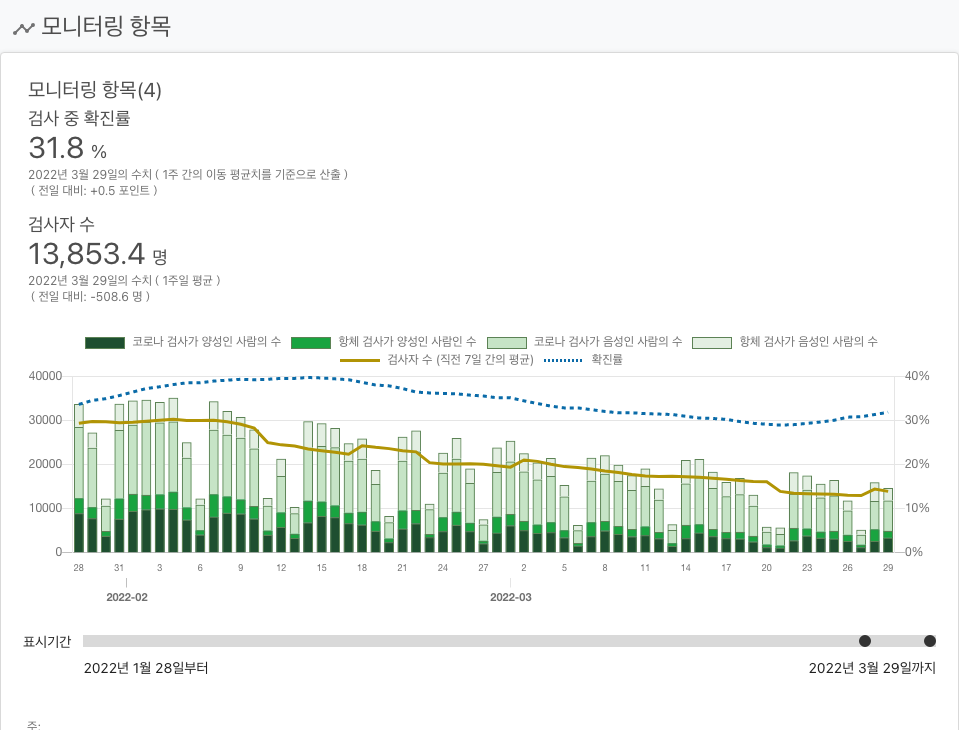 모니터링 항목
모니터링 항목(4)
검사 중 확진률
31.8 %
2022년 3월 29일의 수치 ( 1주 간의 이동 평균치를 기준으로 산출 )
( 전일 대비: +0.5 포인트 )
검사자 수
13,853.4 명
2022년 3월 29일의 수치 ( 1주일 평균 )
( 전일 대비: -508.6 명 )
코로나 검사가 양성인 사람의 수 항체 검사가 양성인 사람인 수 코로나 검사가 음성인 사람의 수 항체 검사가 음성인 사람의 수
검사자 수 (직전 7일 간의 평균) 확진률
40000 40%
30000 30%
20000 20%
10000 10%
0 0%
28 31 3 6 9 12 15 18 21 24 27 2 5 8 11 14 17 20 23 26 29
2022-02 2022-03
표시기간
2022년 1월 28일부터 2022년 3월 29일까지
주: